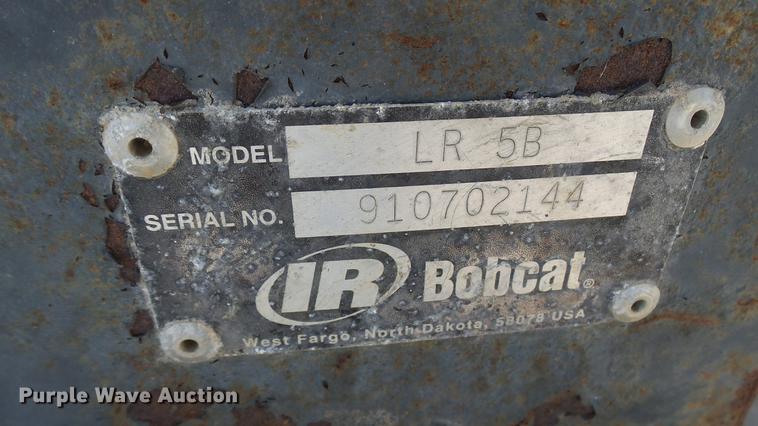 MODEL LR 5B
SERIAL NO. 910702144
IR Bobcat®
West Fargo, North Dakota, 58078 USA
Purple Wave Auction